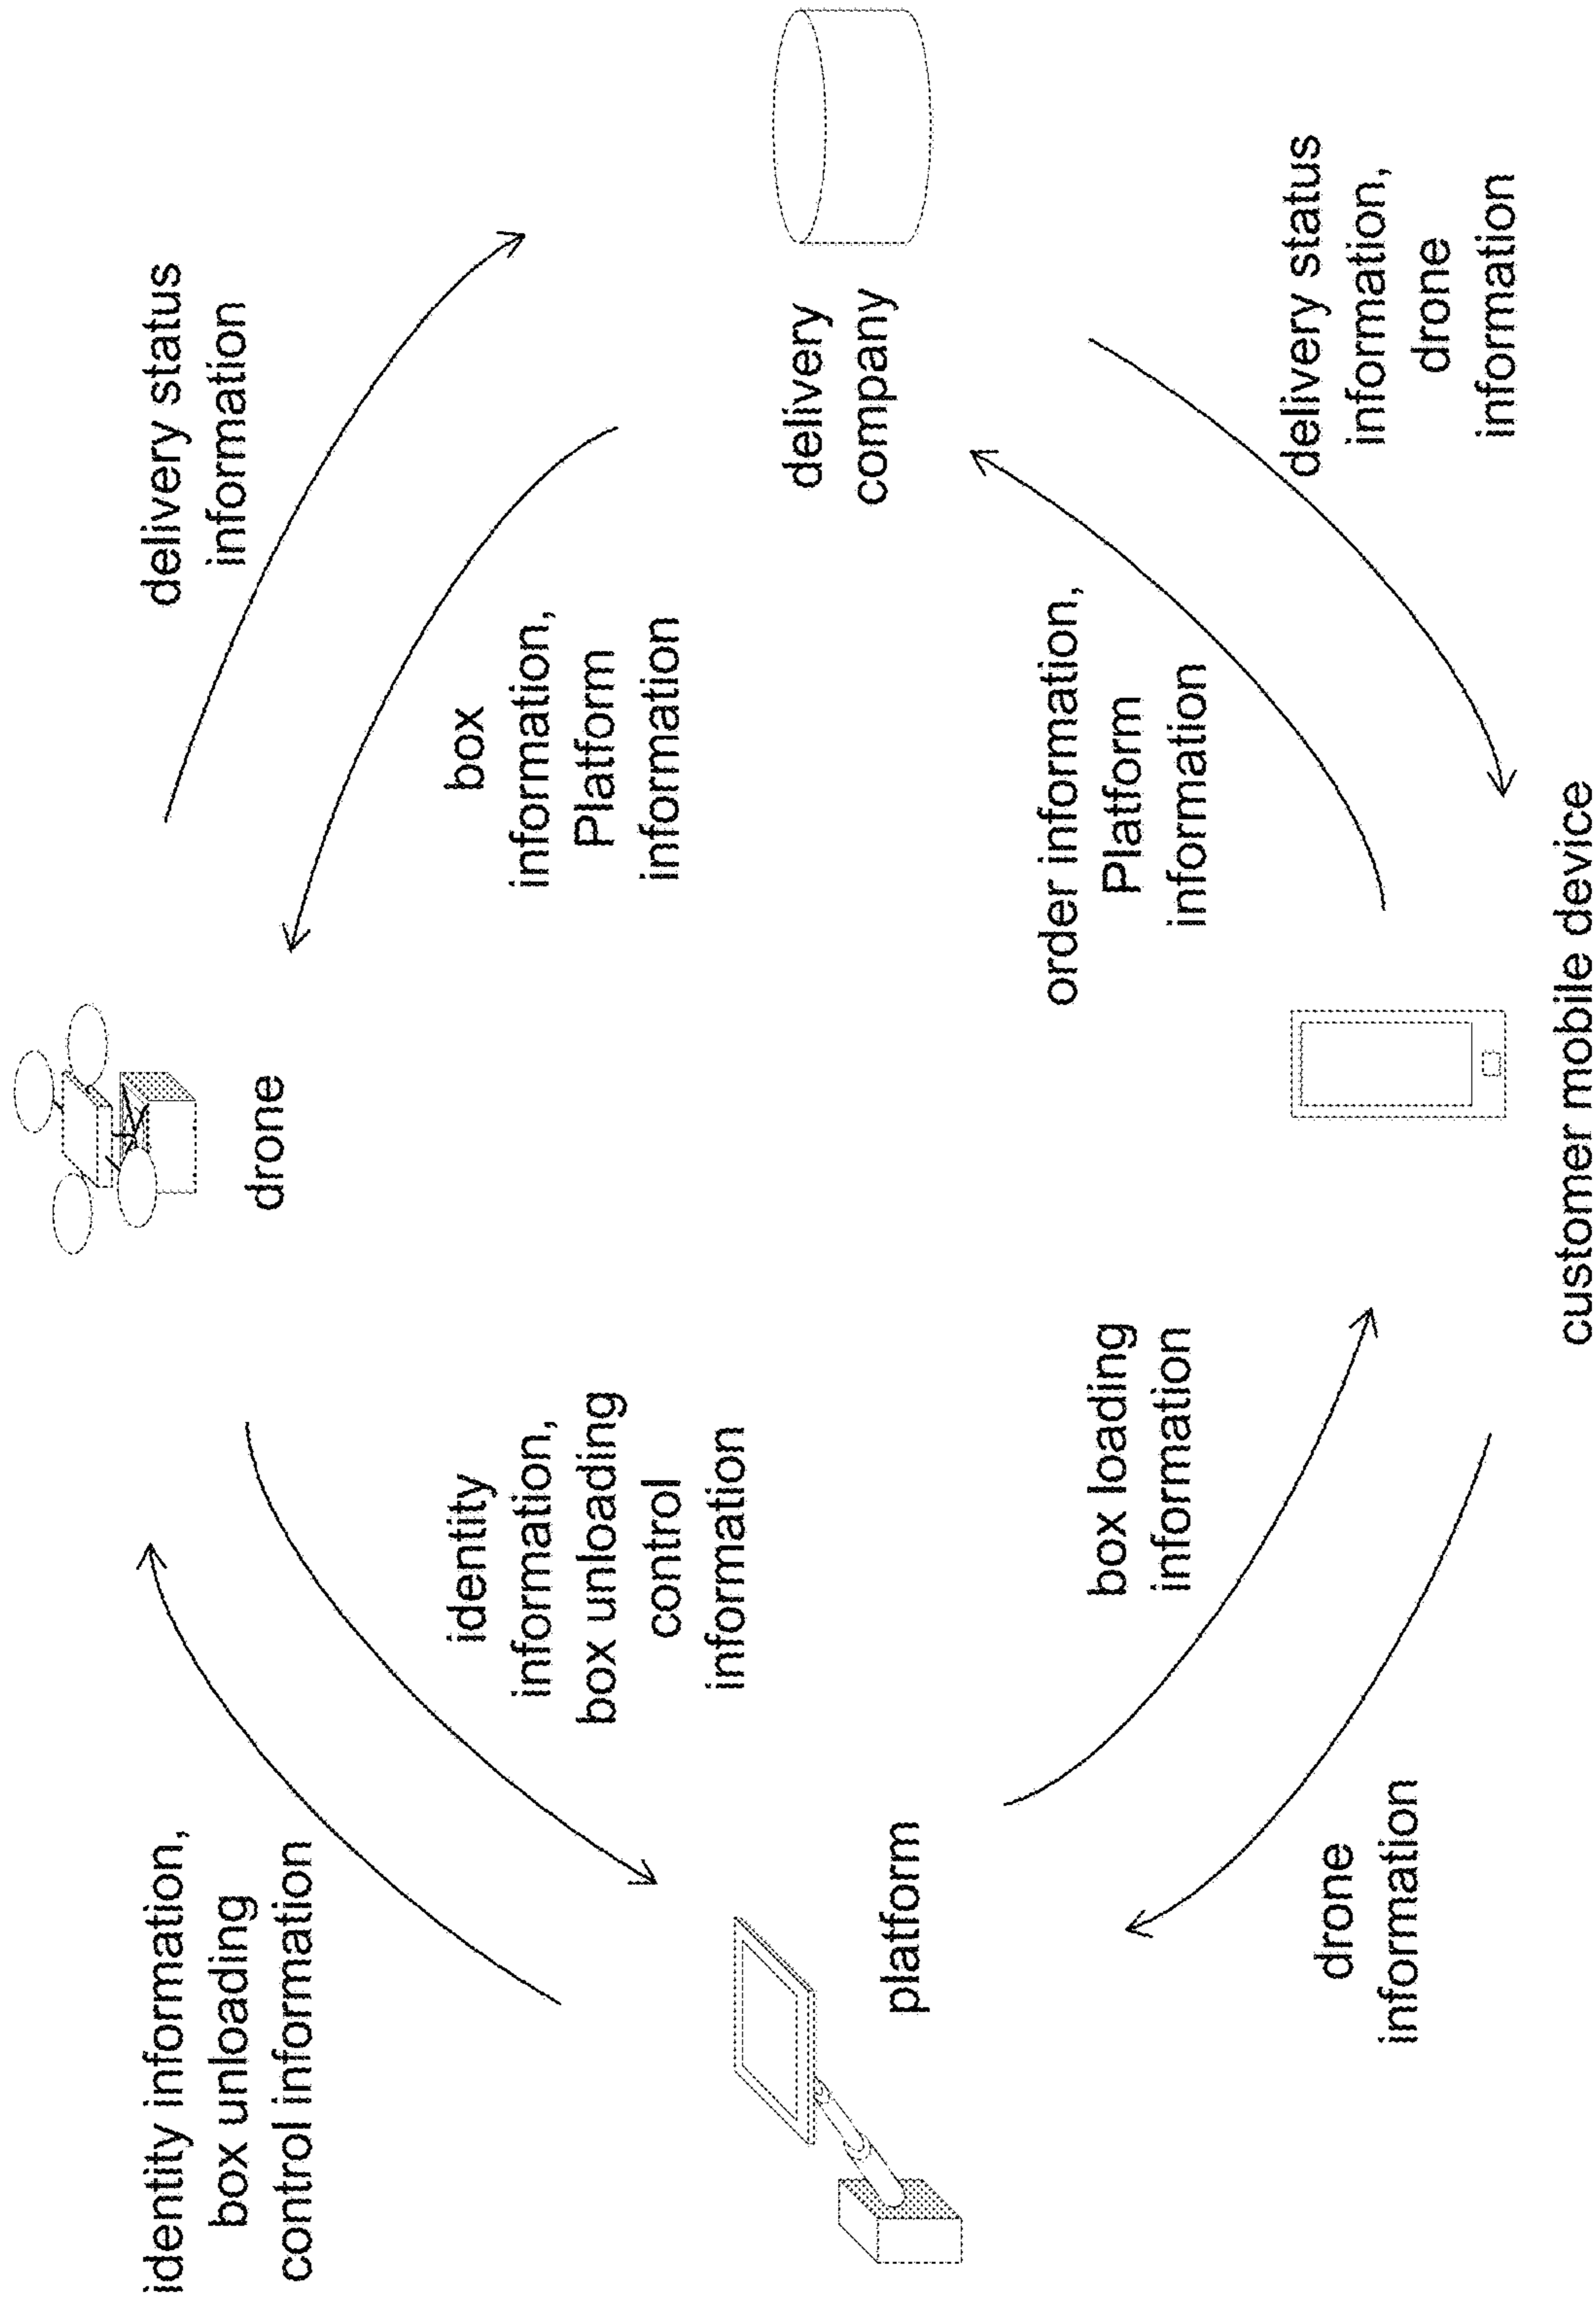 identity information,
box unloading
control information
drone
delivery status
information
identity
information,
box unloading
control
information
box
information,
Platform
information
platform
delivery
company
drone
information
box loading
information
order information,
Platform
information
delivery status
information,
drone
information
customer mobile device